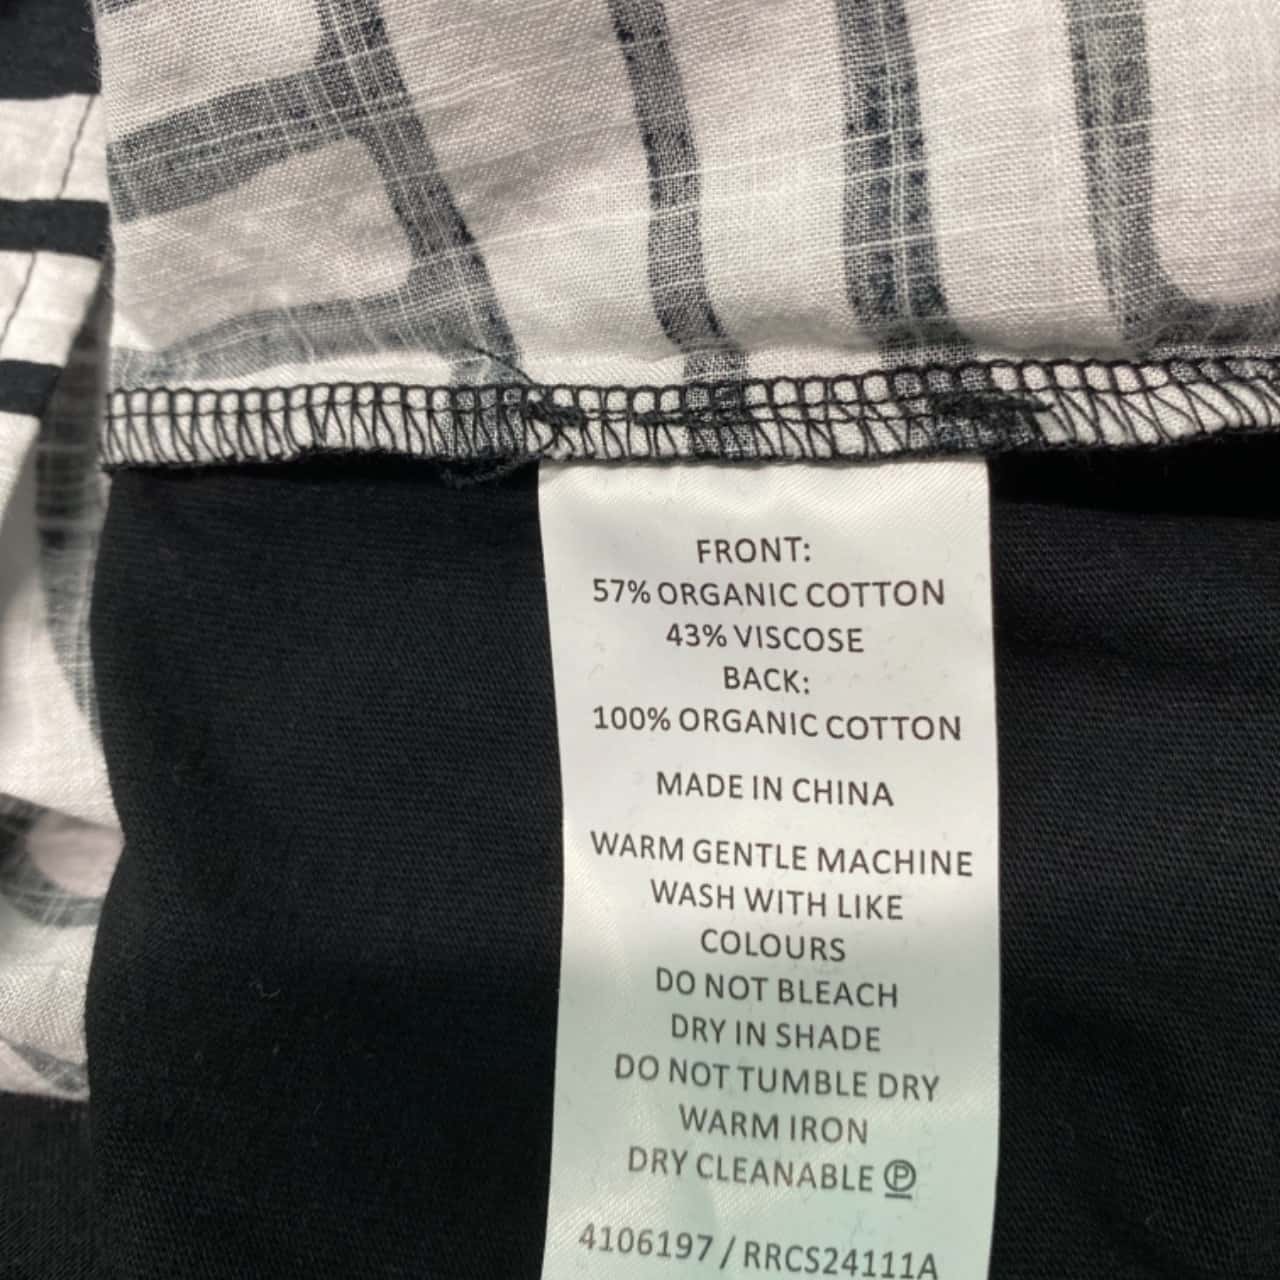 FRONT:
57% ORGANIC COTTON
43% VISCOSE
BACK:
100% ORGANIC COTTON
MADE IN CHINA
WARM GENTLE MACHINE
WASH WITH LIKE
COLOURS
DO NOT BLEACH
DRY IN SHADE
DO NOT TUMBLE DRY
WARM IRON
DRY CLEANABLE Ⓟ
4106197 / RRCS24111A